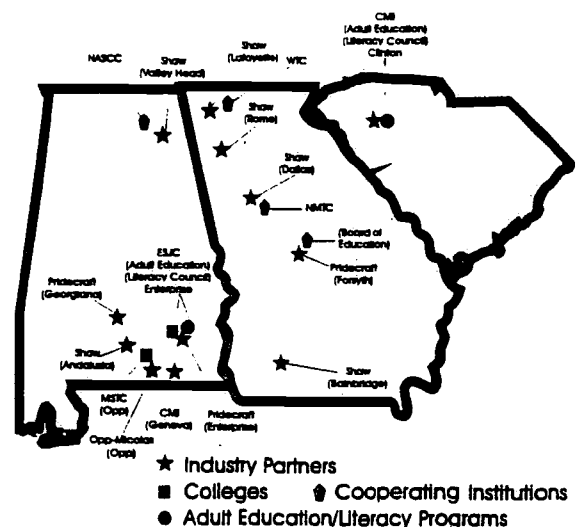 CMI
(Adult Education)
(Literacy Council)
Clinton
NASCC
Shaw
(Valley Head)
Shaw
(Lafayette)
WTC
Shaw
(Rome)
Shaw
(Dallas)
NMTC
(Board of
Education)
Pridecraft
(Forsyth)
ESJC
(Adult Education)
(Literacy Council)
Enterprise
Pridecraft
(Georgiana)
Shaw
(Andalusia)
Shaw
(Bainbridge)
MSTC
(Opp)
CMI
(Geneva)
Pridecraft
(Enterprise)
Opp-Micolas
(Opp)
Industry Partners
Colleges
Cooperating Institutions
Adult Education/Literacy Programs